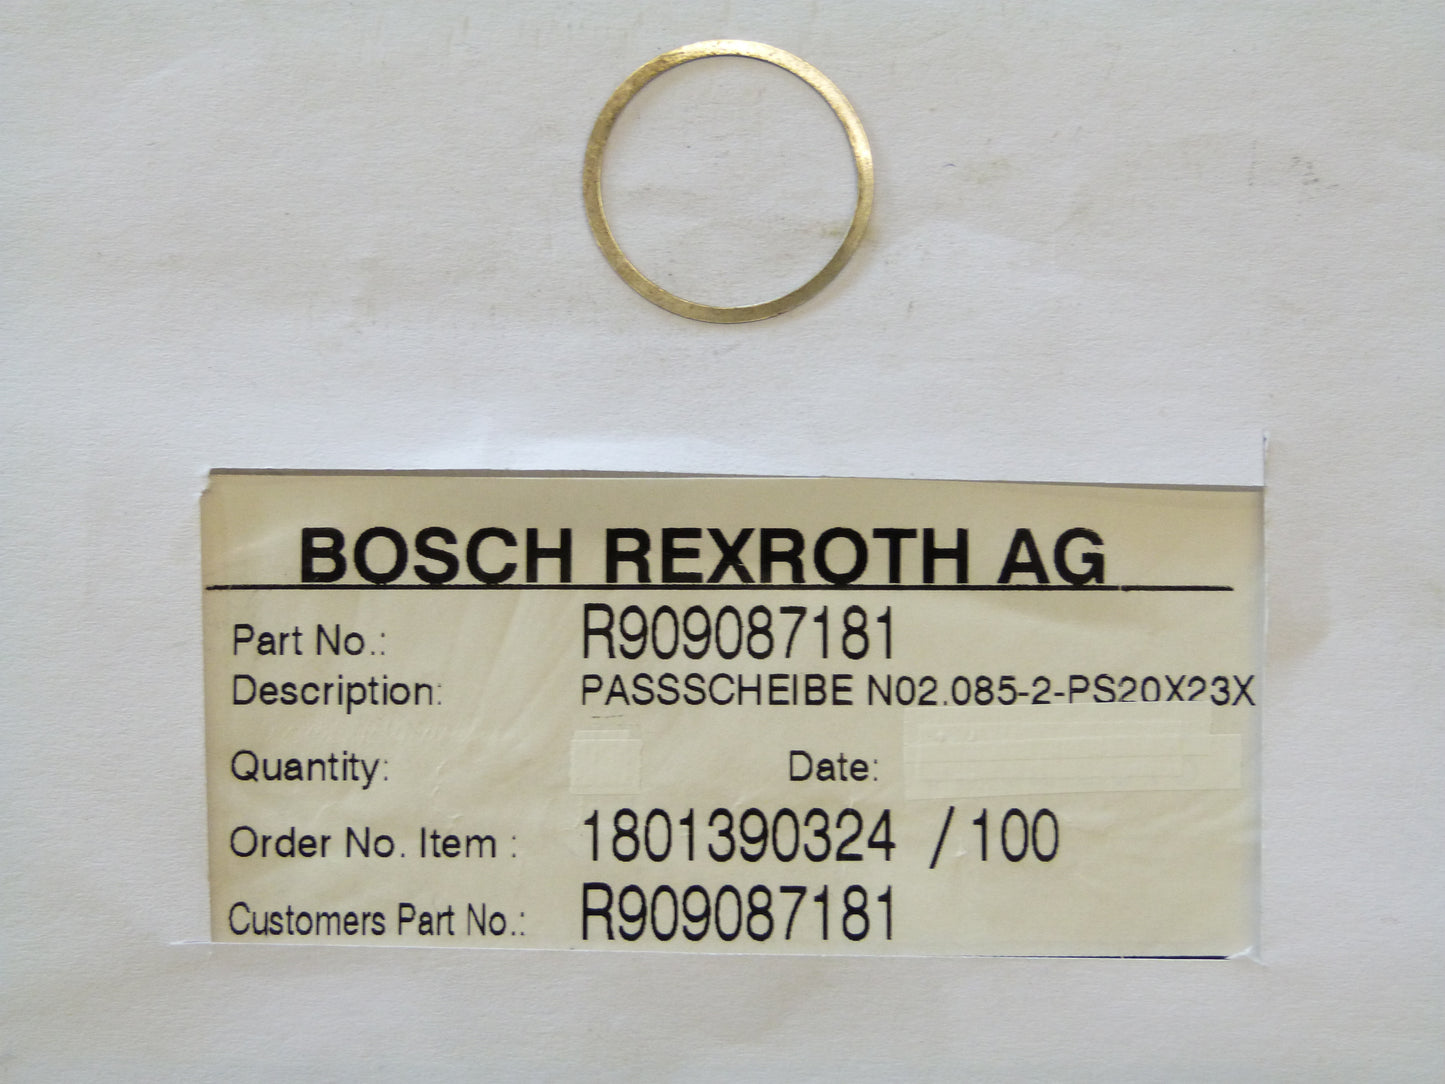 BOSCH REXROTH AG
Part No.: R909087181
Description: PASSSCHEIBE N02.085-2-PS20X23X
Quantity: Date:
Order No. Item : 1801390324 / 100
Customers Part No.: R909087181